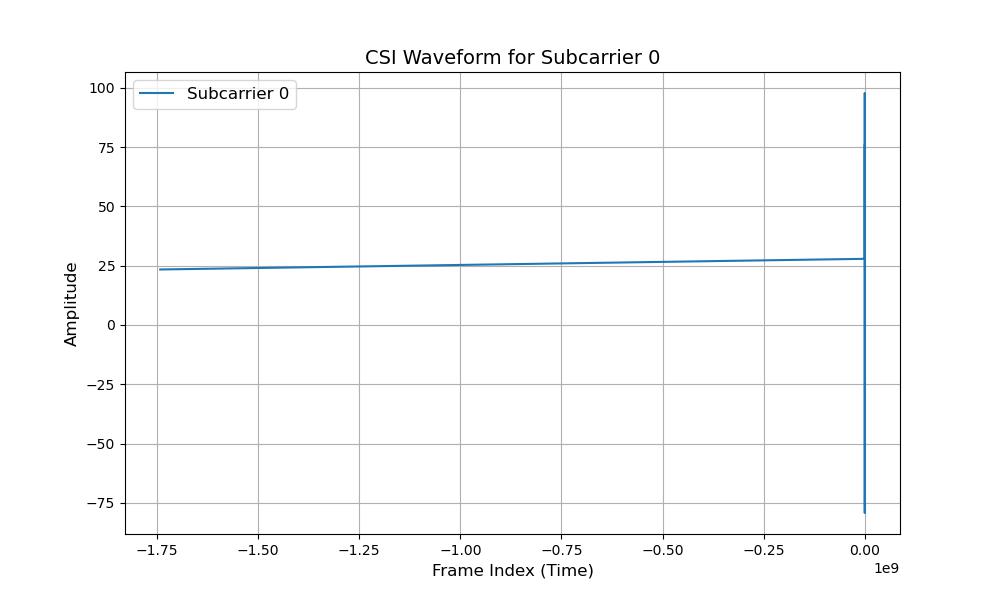 CSI Waveform for Subcarrier 0
Subcarrier 0
100
75
50
25
0
−25
−50
−75
Amplitude
−1.75 −1.50 −1.25 −1.00 −0.75 −0.50 −0.25 0.00
1e9
Frame Index (Time)